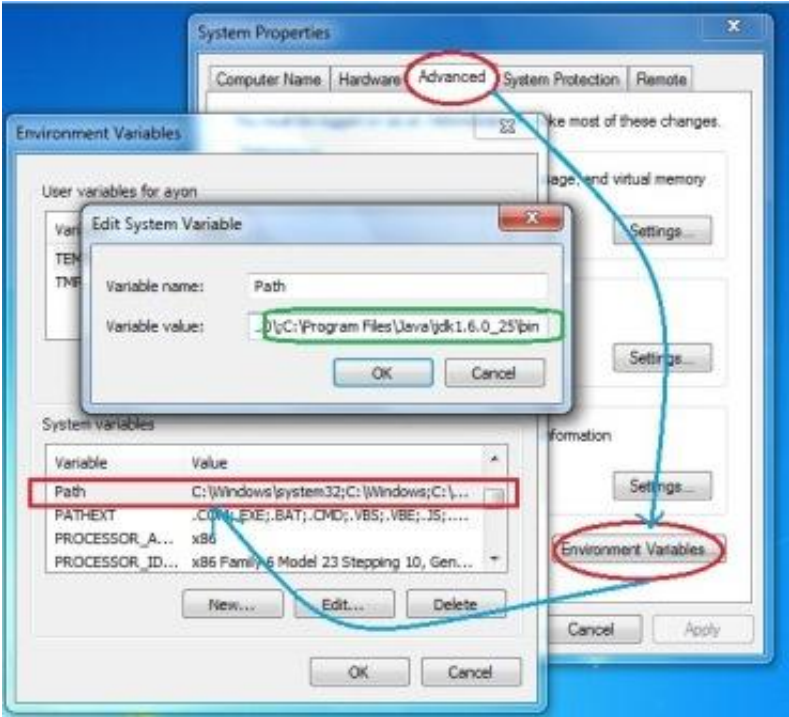 System Properties
Computer Name Hardware Advanced System Protection Remote
ke most of these changes.
Environment Variables
sage, and virtual memory
User variables for ayon
Settings...
Edit System Variable
TEM
TMP
Variable name: Path
Variable value: ..0\;C:\Program Files\Java\jdk1.6.0_25\bin
Settings...
OK Cancel
System variables
formation
Variable Value
Path C:\Windows\system32;C:\Windows;C:\...
Settings...
PATHEXT .COM;.EXE;.BAT;.CMD;.VBS;.VBE;.JS;....
PROCESSOR_A... x86
Environment Variables...
PROCESSOR_ID... x86 Family 6 Model 23 Stepping 10, Gen...
New... Edit... Delete
Cancel Apply
OK Cancel